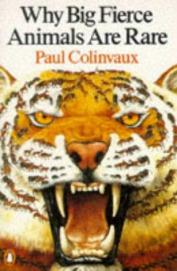 Why Big Fierce
Animals Are Rare
Paul Colinvaux